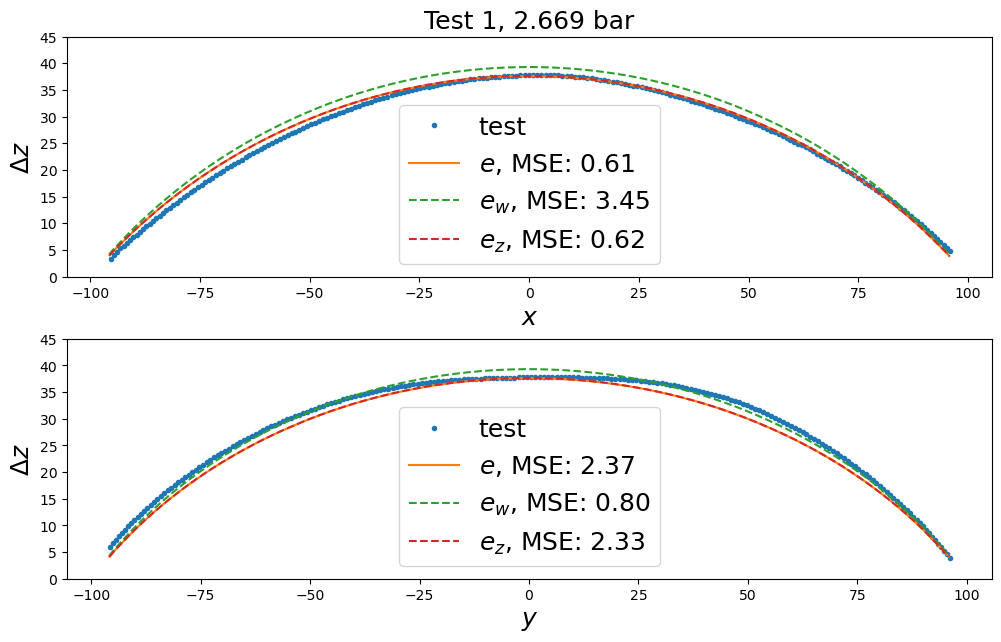 Test 1, 2.669 bar
45
40
35
30
25
20
15
10
5
0
Δz
test
e, MSE: 0.61
e_w, MSE: 3.45
e_z, MSE: 0.62
−100 −75 −50 −25 0 25 50 75 100
x
45
40
35
30
25
20
15
10
5
0
Δz
test
e, MSE: 2.37
e_w, MSE: 0.80
e_z, MSE: 2.33
−100 −75 −50 −25 0 25 50 75 100
y